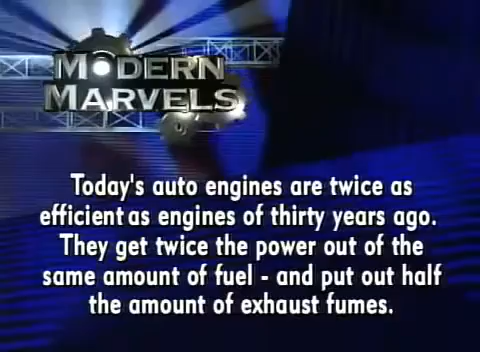 MODERN
MARVELS
Today's auto engines are twice as
efficient as engines of thirty years ago.
They get twice the power out of the
same amount of fuel - and put out half
the amount of exhaust fumes.